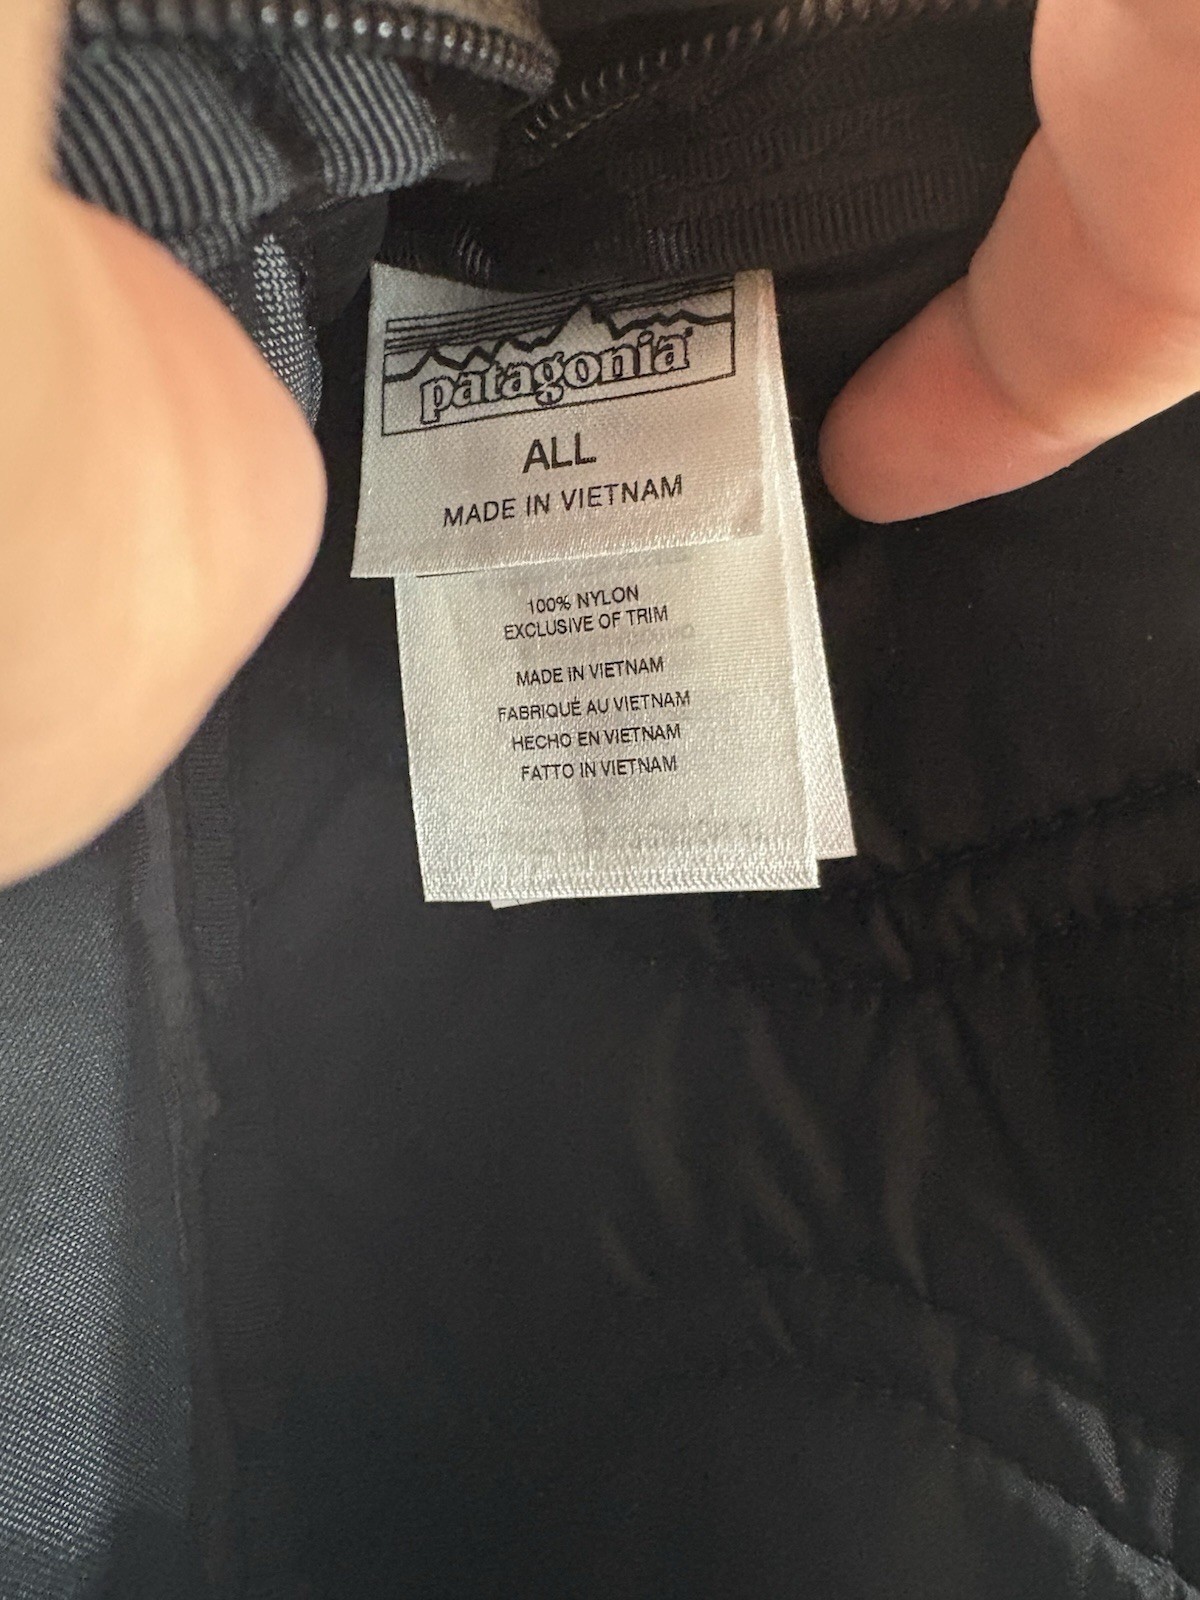 patagonia
ALL
MADE IN VIETNAM
100% NYLON
EXCLUSIVE OF TRIM
MADE IN VIETNAM
FABRIQUÉ AU VIETNAM
HECHO EN VIETNAM
FATTO IN VIETNAM